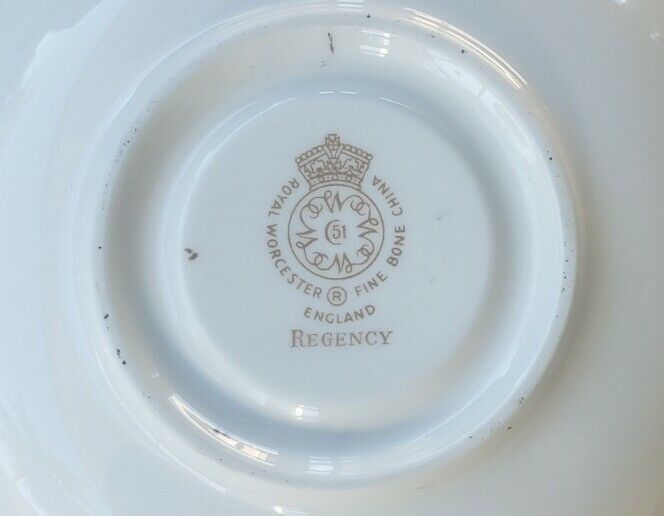 ROYAL WORCESTER ® FINE BONE CHINA
51
ENGLAND
REGENCY